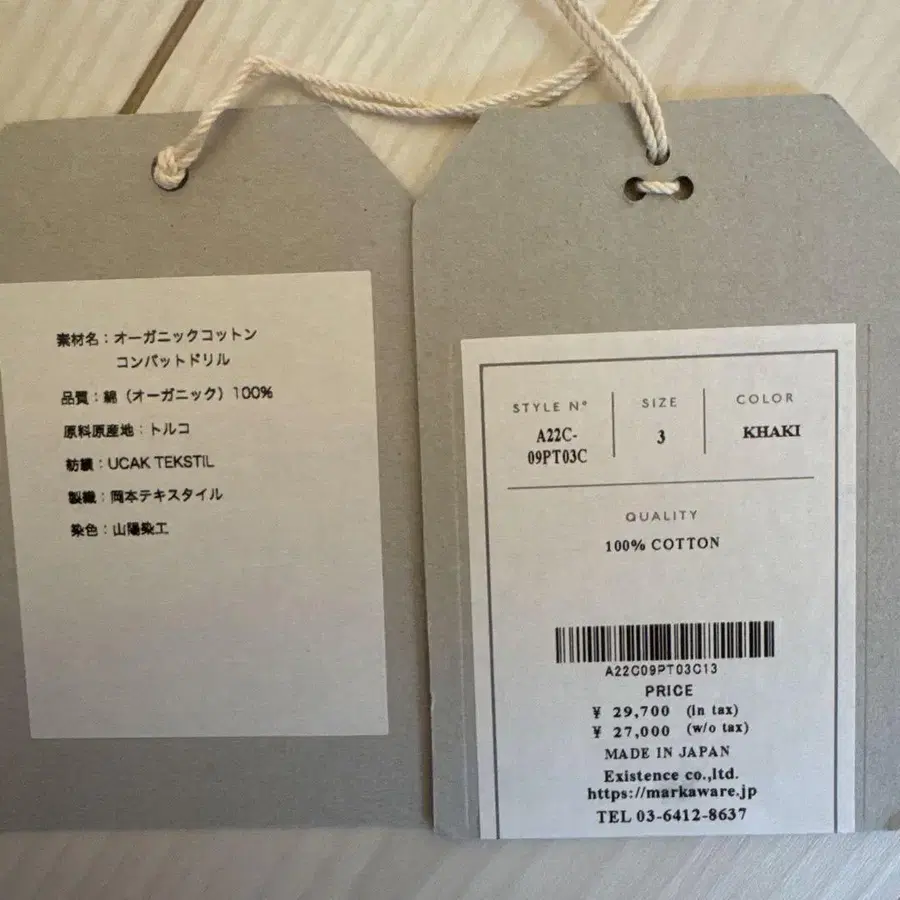 素材名：オーガニックコットン
コンバットドリル
品質：綿（オーガニック）100%
原料原産地：トルコ
紡績：UCAK TEKSTIL
製織：岡本テキスタイル
染色：山陽染工
STYLE Nº
A22C-
09PT03C
SIZE
3
COLOR
KHAKI
QUALITY
100% COTTON
A22C09PT03C13
PRICE
¥ 29,700 (in tax)
¥ 27,000 (w/o tax)
MADE IN JAPAN
Existence co.,ltd.
https://markaware.jp
TEL 03-6412-8637